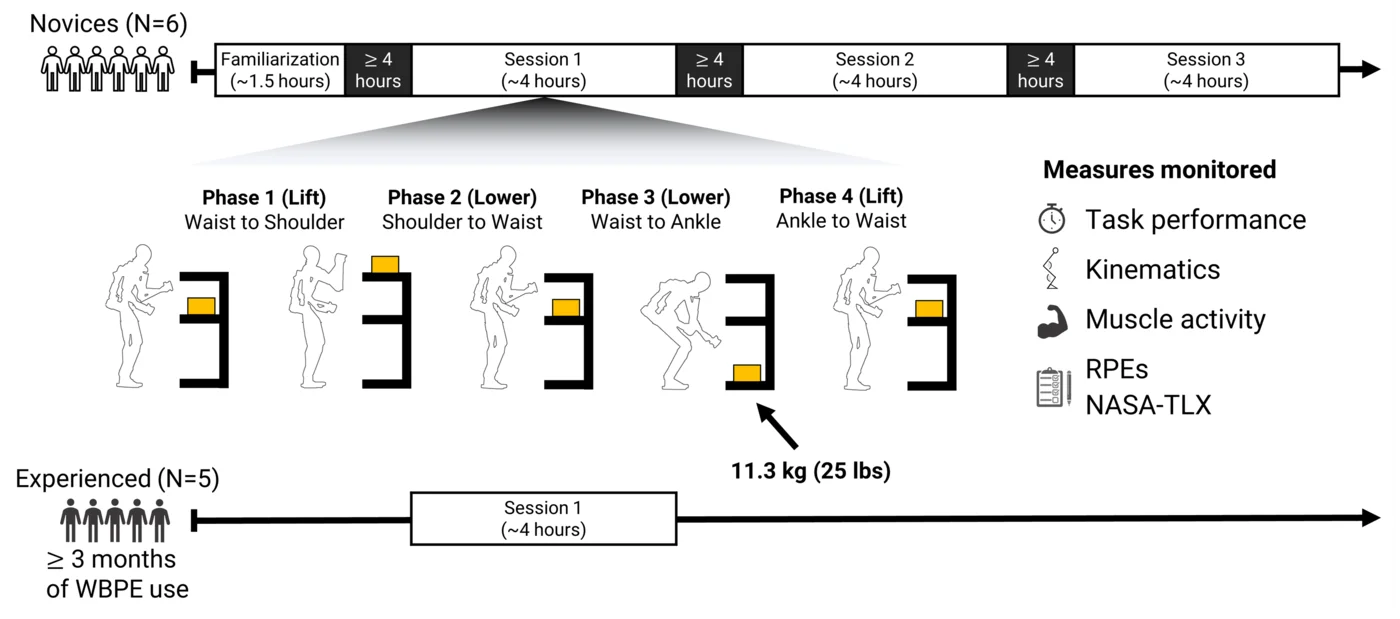 Novices (N=6)
Familiarization
(~1.5 hours)
≥ 4
hours
Session 1
(~4 hours)
≥ 4
hours
Session 2
(~4 hours)
≥ 4
hours
Session 3
(~4 hours)
Phase 1 (Lift)
Waist to Shoulder
Phase 2 (Lower)
Shoulder to Waist
Phase 3 (Lower)
Waist to Ankle
Phase 4 (Lift)
Ankle to Waist
Measures monitored
Task performance
Kinematics
Muscle activity
RPEs
NASA-TLX
11.3 kg (25 lbs)
Experienced (N=5)
≥ 3 months
of WBPE use
Session 1
(~4 hours)